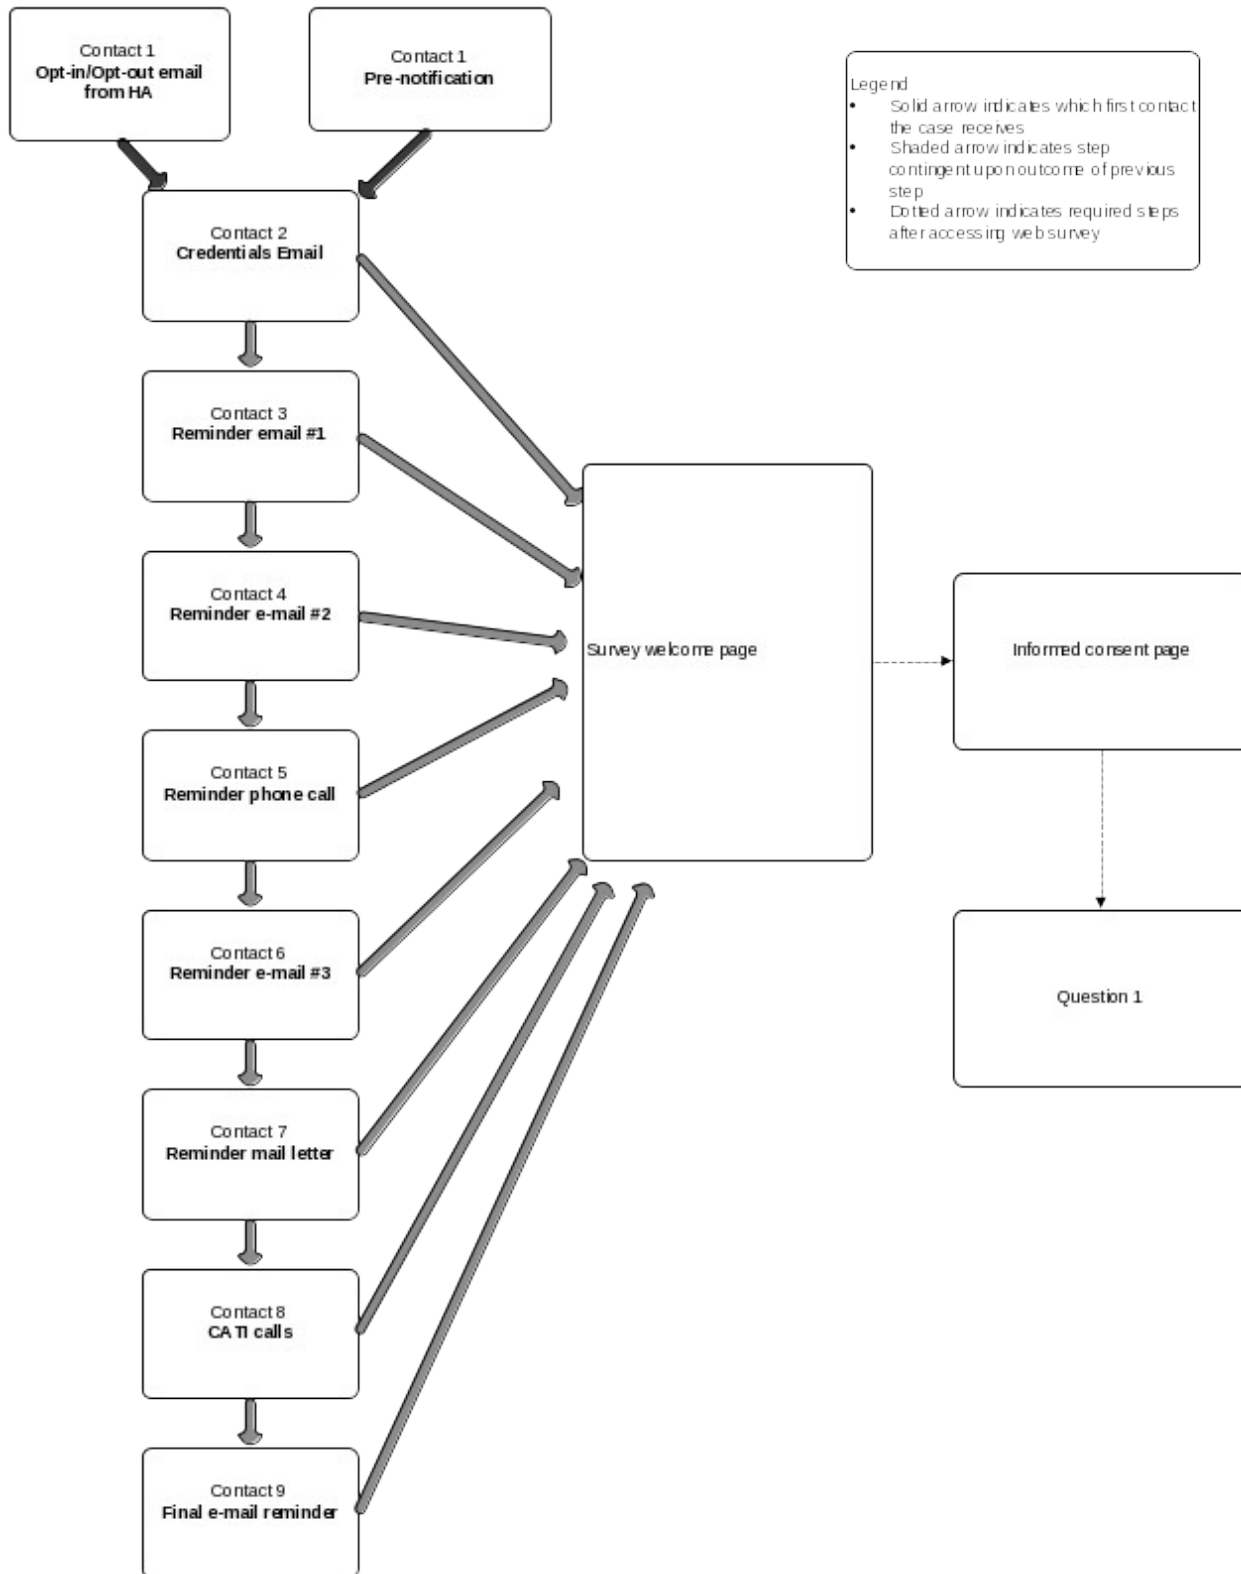 Contact 1
Opt-in/Opt-out email
from HA
Contact 1
Pre-notification
Legend
• Solid arrow indicates which first contact
the case receives
• Shaded arrow indicates step
contingent upon outcome of previous
step
• Dotted arrow indicates required steps
after accessing web survey
Contact 2
Credentials Email
Contact 3
Reminder email #1
Contact 4
Reminder e-mail #2
Contact 5
Reminder phone call
Contact 6
Reminder e-mail #3
Contact 7
Reminder mail letter
Contact 8
CATI calls
Contact 9
Final e-mail reminder
Survey welcome page
Informed consent page
Question 1